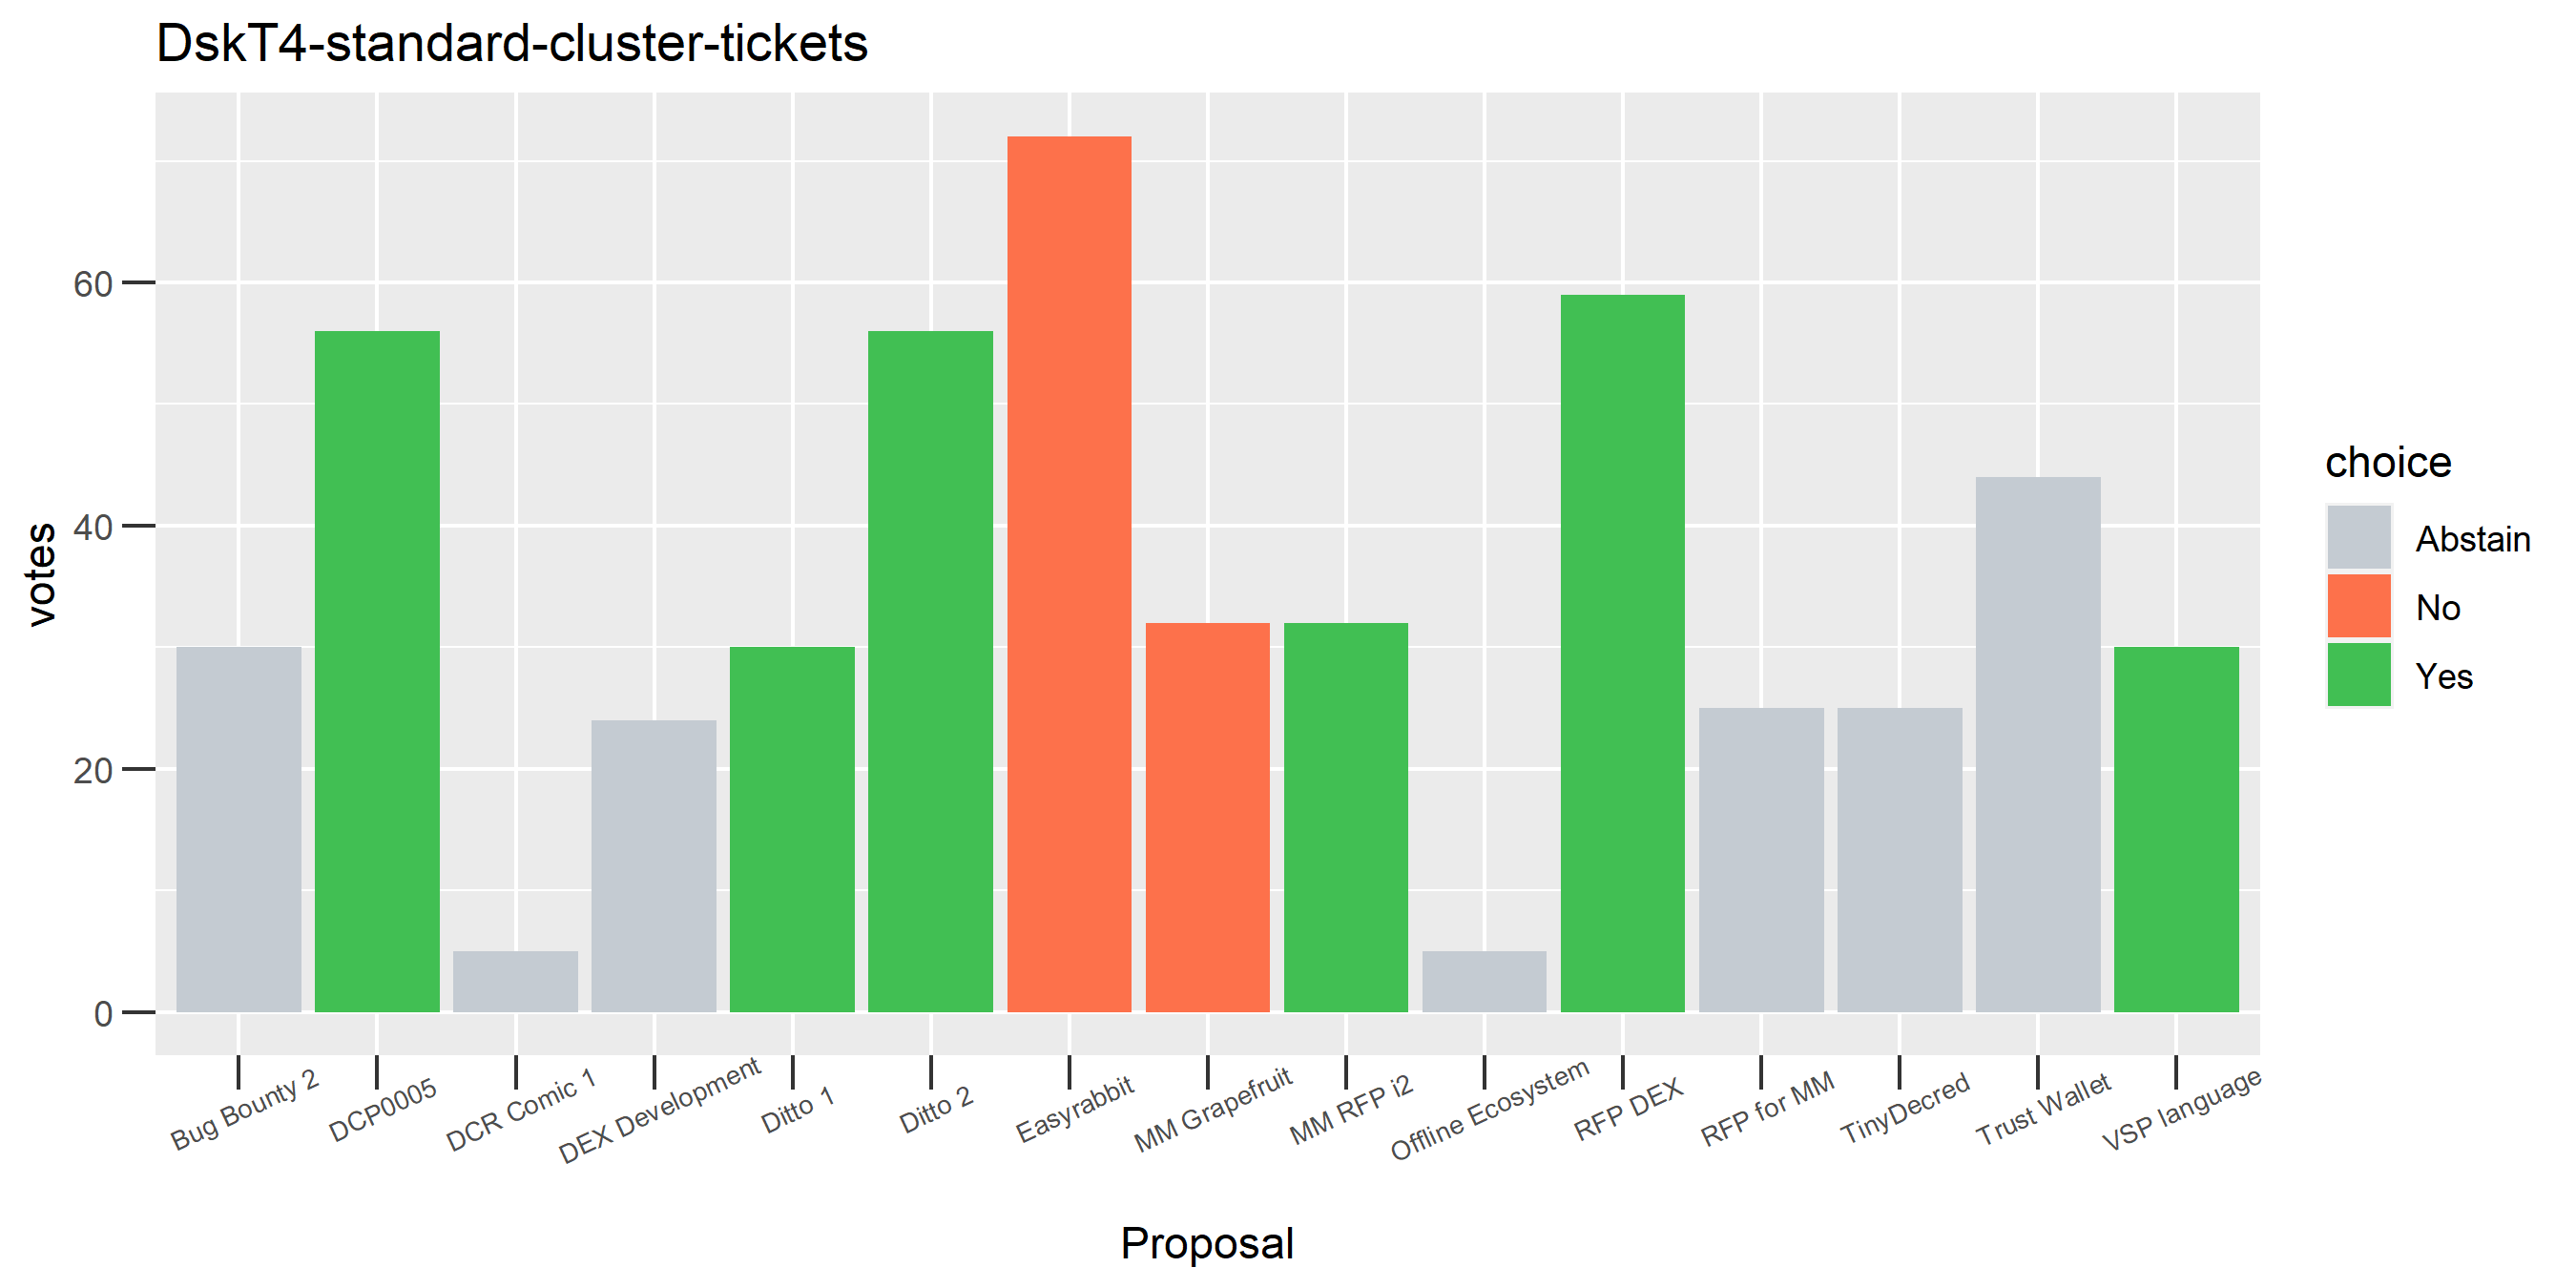 DskT4-standard-cluster-tickets
votes
60
40
20
0
Bug Bounty 2
DCP0005
DCR Comic 1
DEX Development
Ditto 1
Ditto 2
Easyrabbit
MM Grapefruit
MM RFP i2
Offline Ecosystem
RFP DEX
RFP for MM
TinyDecred
Trust Wallet
VSP language
Proposal
choice
Abstain
No
Yes